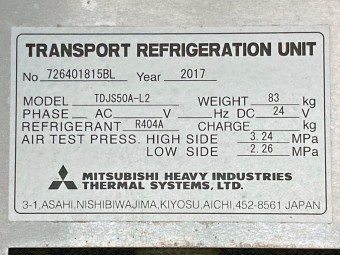 TRANSPORT REFRIGERATION UNIT
No. 726401815BL Year 2017
MODEL TDJS50A-L2 WEIGHT 83 kg
PHASE AC V Hz DC 24 V
REFRIGERANT R404A CHARGE kg
AIR TEST PRESS. HIGH SIDE 3.24 MPa
LOW SIDE 2.26 MPa
MITSUBISHI HEAVY INDUSTRIES
THERMAL SYSTEMS, LTD.
3-1,ASAHI,NISHIBIWAJIMA,KIYOSU,AICHI,452-8561 JAPAN